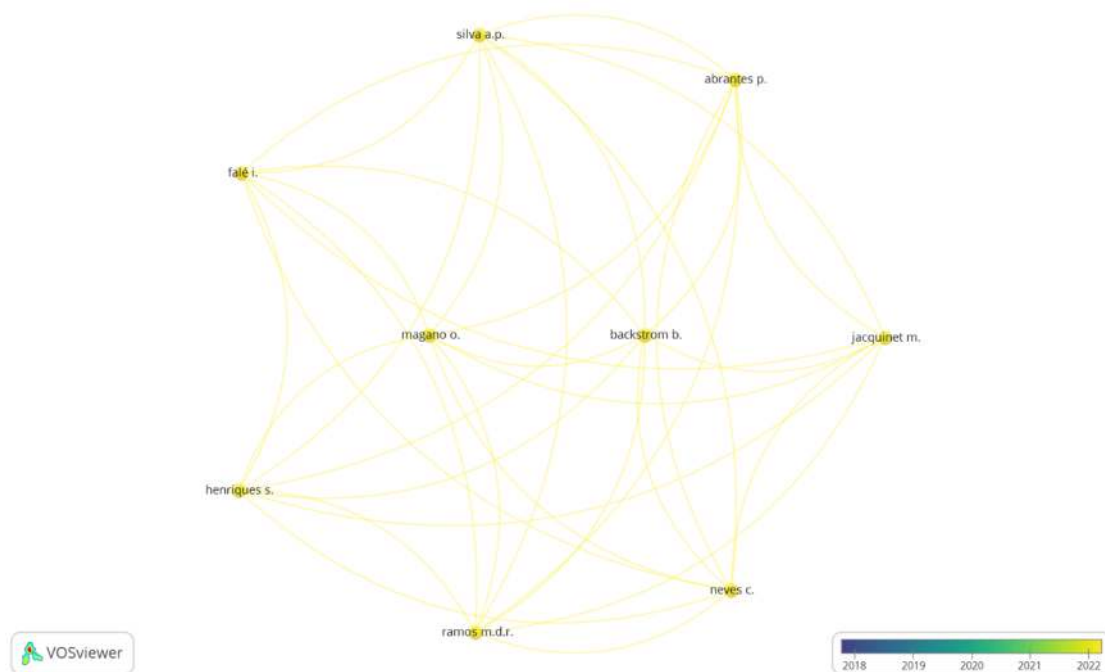 silva a.p.
abrantes p.
falé i.
magano o.
backstrom b.
jacquinet m.
henriques s.
neves c.
ramos m.d.r.
VOSviewer
2018 2019 2020 2021 2022